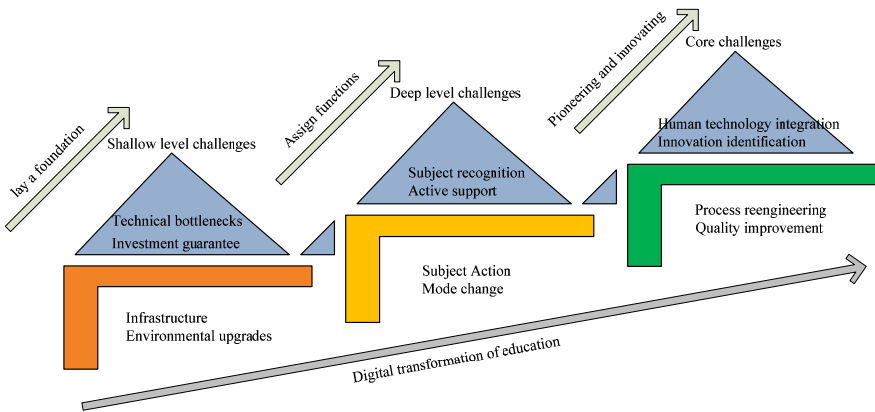 lay a foundation
Shallow level challenges
Technical bottlenecks
Investment guarantee
Infrastructure
Environmental upgrades
Assign functions
Deep level challenges
Subject recognition
Active support
Subject Action
Mode change
Pioneering and innovating
Core challenges
Human technology integration
Innovation identification
Process reengineering
Quality improvement
Digital transformation of education